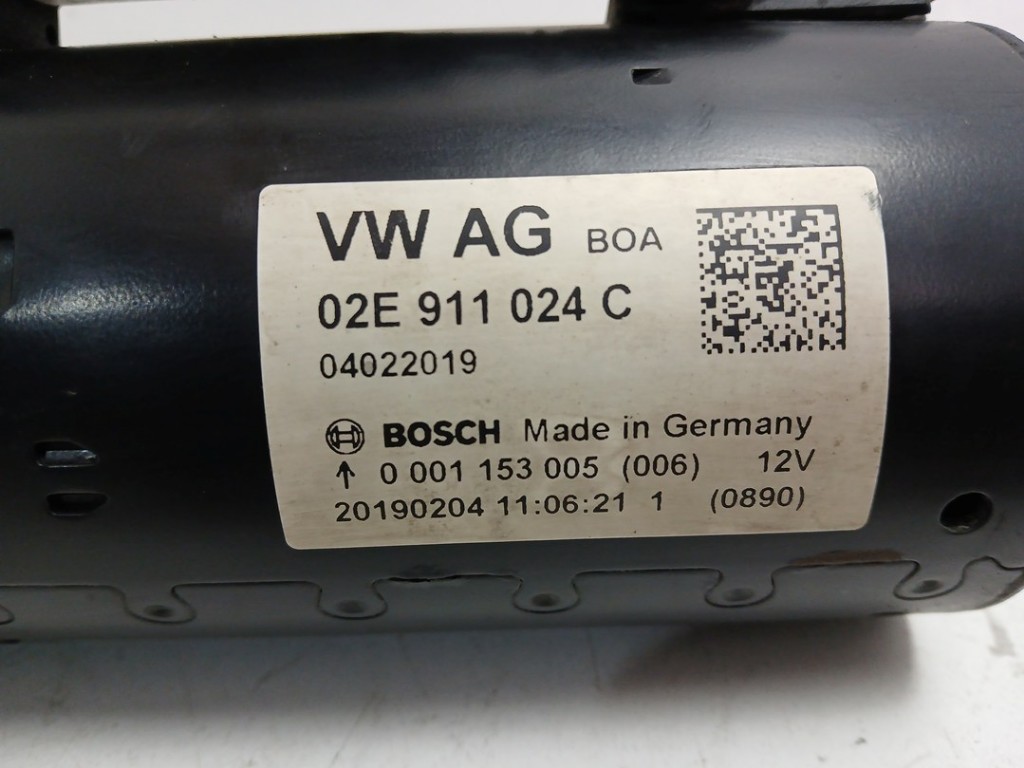 VW AG BOA
02E 911 024 C
04022019
BOSCH Made in Germany
↑ 0 001 153 005 (006) 12V
20190204 11:06:21 1 (0890)